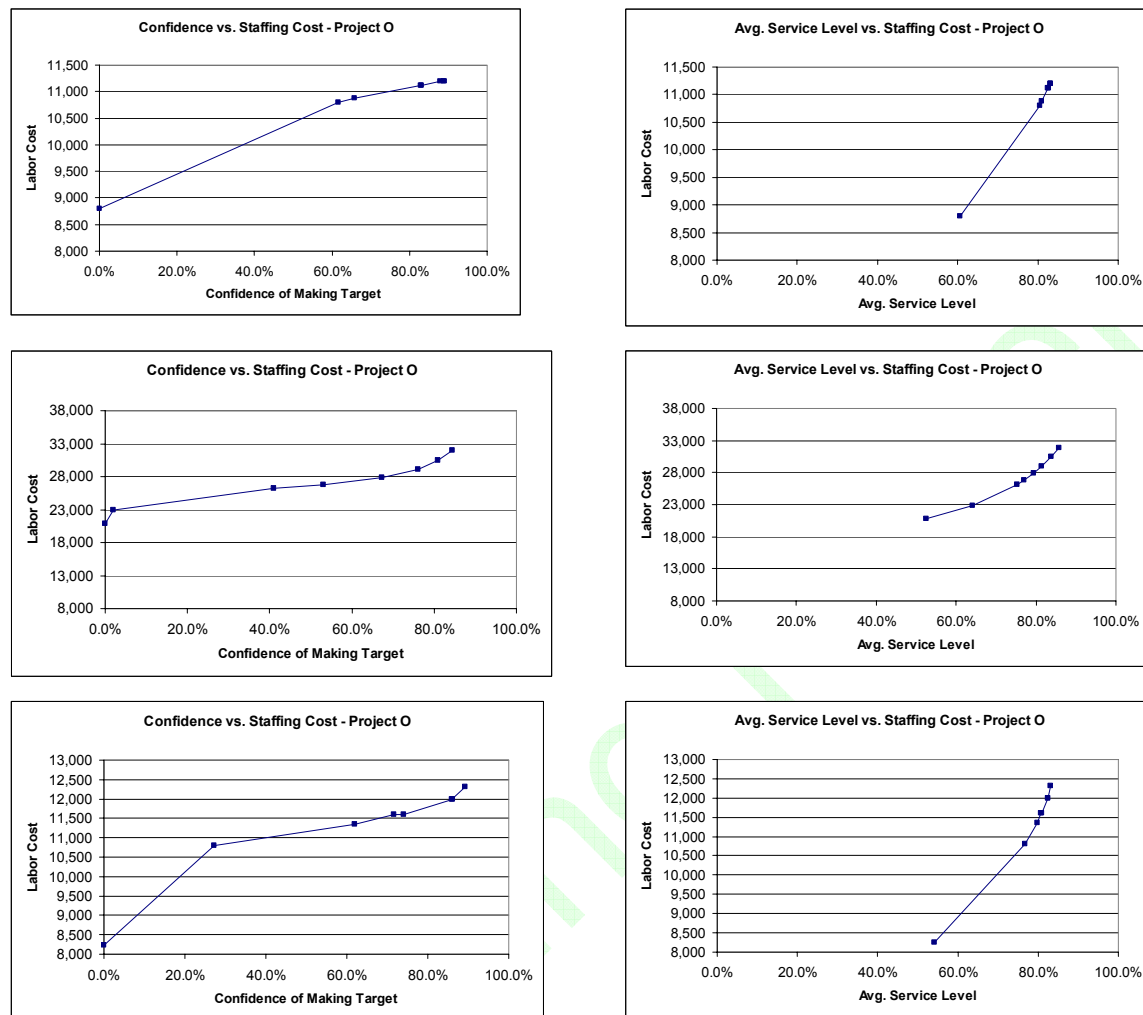 Confidence vs. Staffing Cost - Project O
11,500
11,000
10,500
10,000
9,500
9,000
8,500
8,000
Labor Cost
0.0% 20.0% 40.0% 60.0% 80.0% 100.0%
Confidence of Making Target
Avg. Service Level vs. Staffing Cost - Project O
11,500
11,000
10,500
10,000
9,500
9,000
8,500
8,000
Labor Cost
0.0% 20.0% 40.0% 60.0% 80.0% 100.0%
Avg. Service Level
Confidence vs. Staffing Cost - Project O
38,000
33,000
28,000
23,000
18,000
13,000
8,000
Labor Cost
0.0% 20.0% 40.0% 60.0% 80.0% 100.0%
Confidence of Making Target
Avg. Service Level vs. Staffing Cost - Project O
38,000
33,000
28,000
23,000
18,000
13,000
8,000
Labor Cost
0.0% 20.0% 40.0% 60.0% 80.0% 100.0%
Avg. Service Level
Confidence vs. Staffing Cost - Project O
13,000
12,500
12,000
11,500
11,000
10,500
10,000
9,500
9,000
8,500
8,000
Labor Cost
0.0% 20.0% 40.0% 60.0% 80.0% 100.0%
Confidence of Making Target
Avg. Service Level vs. Staffing Cost - Project O
13,000
12,500
12,000
11,500
11,000
10,500
10,000
9,500
9,000
8,500
8,000
Labor Cost
0.0% 20.0% 40.0% 60.0% 80.0% 100.0%
Avg. Service Level